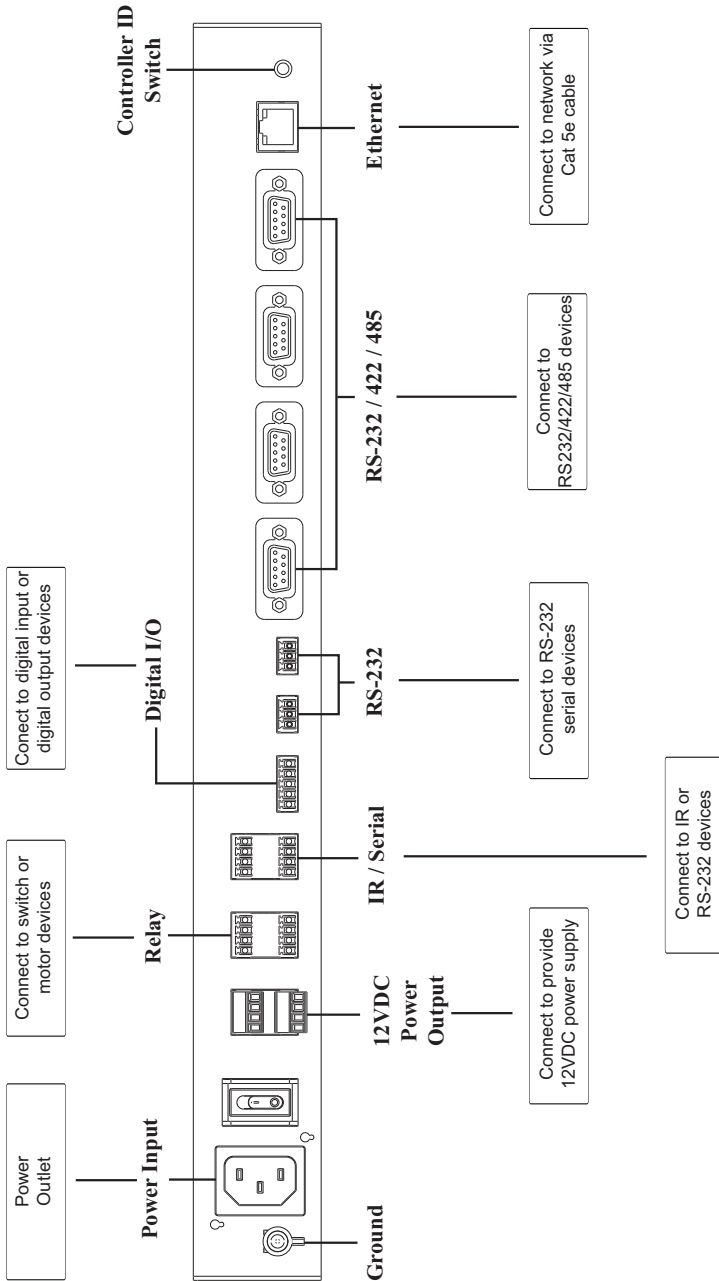 Power
Outlet
Connect to switch or
motor devices
Conect to digital input or
digital output devices
Power Input
Relay
Digital I/O
Controller ID
Switch
Ground
12VDC
Power
Output
IR / Serial
RS-232
RS-232 / 422 / 485
Ethernet
Connect to provide
12VDC power supply
Connect to IR or
RS-232 devices
Connect to RS-232
serial devices
Connect to
RS232/422/485 devices
Connect to network via
Cat 5e cable